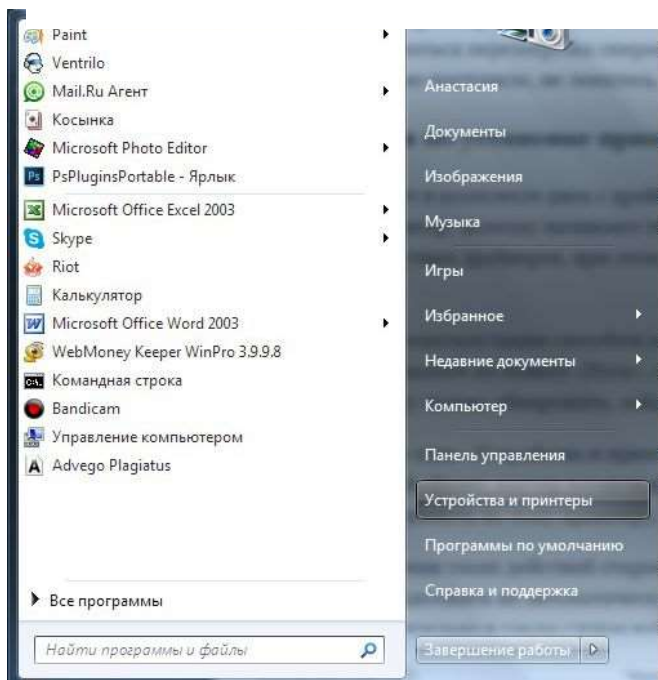 Paint
Ventrilo
Mail.Ru Агент
Косынка
Microsoft Photo Editor
PsPluginsPortable - Ярлык
Microsoft Office Excel 2003
Skype
Riot
Калькулятор
Microsoft Office Word 2003
WebMoney Keeper WinPro 3.9.9.8
Командная строка
Bandicam
Управление компьютером
Advego Plagiatus
Все программы
Найти программы и файлы
Анастасия
Документы
Изображения
Музыка
Игры
Избранное
Недавние документы
Компьютер
Панель управления
Устройства и принтеры
Программы по умолчанию
Справка и поддержка
Завершение работы